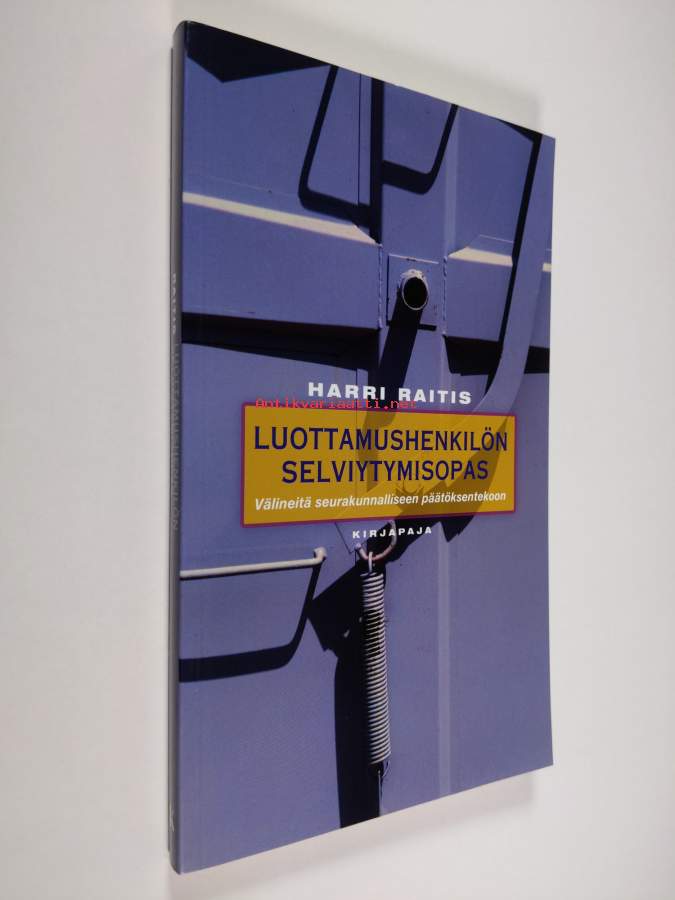 HARRI RAITIS
Antikvariaatti.net
LUOTTAMUSHENKILÖN
SELVIYTYMISOPAS
Välineitä seurakunnalliseen päätöksentekoon
KIRJAPAJA
RAITIS LUOTTAMUSHENKILÖN